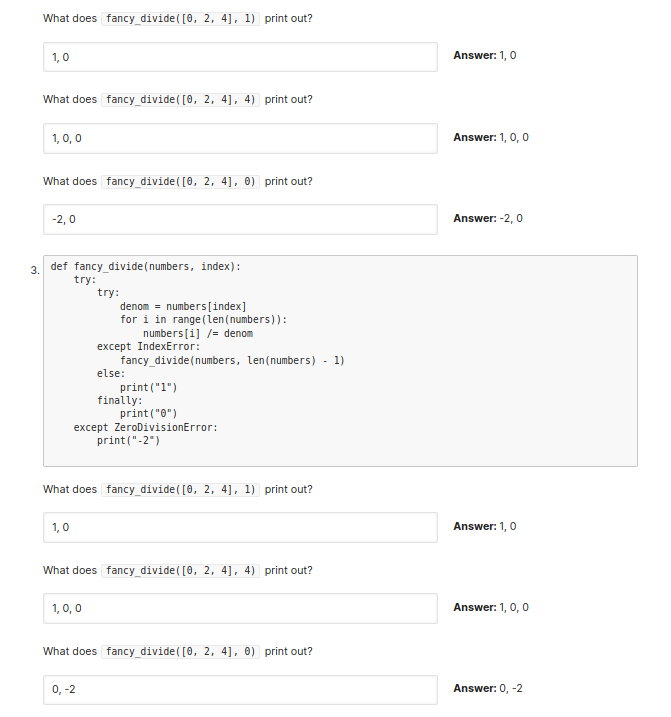 What does fancy_divide([0, 2, 4], 1) print out?
1, 0
Answer: 1, 0
What does fancy_divide([0, 2, 4], 4) print out?
1, 0, 0
Answer: 1, 0, 0
What does fancy_divide([0, 2, 4], 0) print out?
-2, 0
Answer: -2, 0
3.
def fancy_divide(numbers, index):
    try:
        try:
            denom = numbers[index]
            for i in range(len(numbers)):
                numbers[i] /= denom
        except IndexError:
            fancy_divide(numbers, len(numbers) - 1)
        else:
            print("1")
        finally:
            print("0")
    except ZeroDivisionError:
        print("-2")
What does fancy_divide([0, 2, 4], 1) print out?
1, 0
Answer: 1, 0
What does fancy_divide([0, 2, 4], 4) print out?
1, 0, 0
Answer: 1, 0, 0
What does fancy_divide([0, 2, 4], 0) print out?
0, -2
Answer: 0, -2